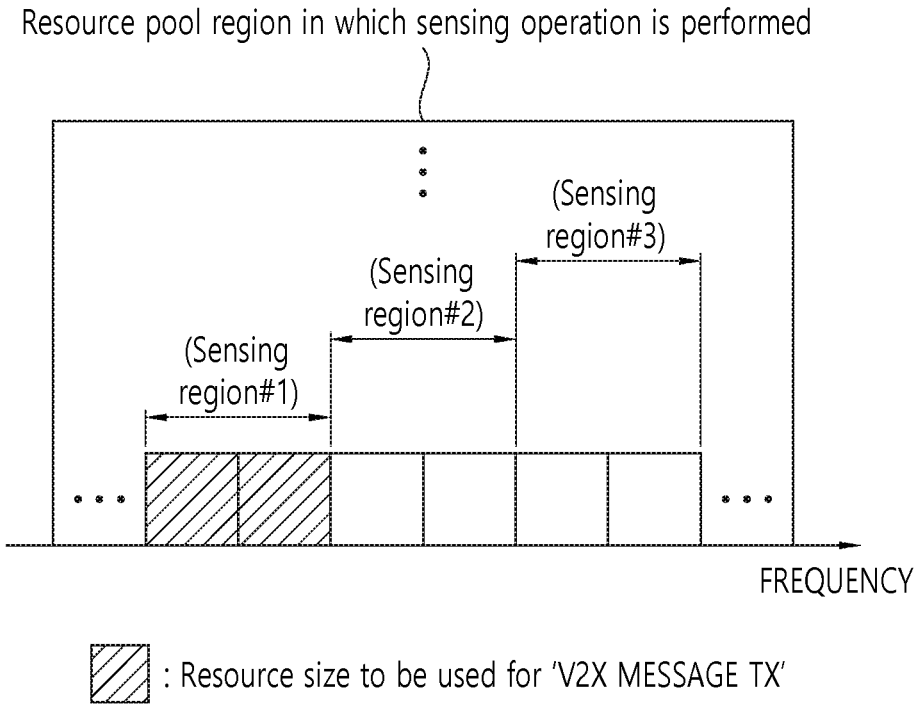 Resource pool region in which sensing operation is performed
(Sensing
region#3)
(Sensing
region#2)
(Sensing
region#1)
FREQUENCY
: Resource size to be used for ‘V2X MESSAGE TX’